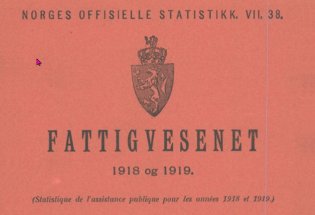 NORGES OFFISIELLE STATISTIKK. VII. 38.
FATTIGVESENET
1918 og 1919.
(Statistique de l'assistance publique pour les années 1918 et 1919.)